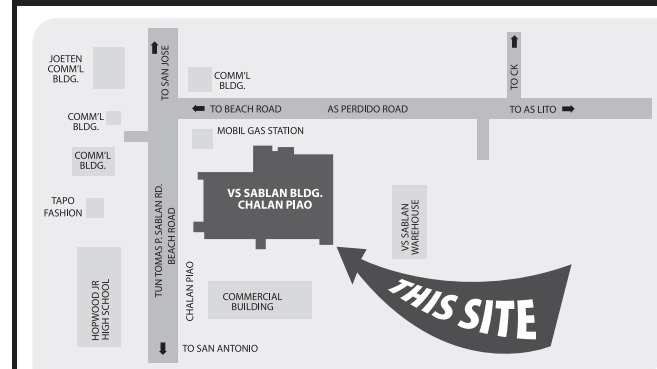 JOETEN
COMM'L
BLDG.
TO SAN JOSE
COMM'L
BLDG.
TO CK
TO BEACH ROAD
AS PERDIDO ROAD
TO AS LITO
COMM'L
BLDG.
MOBIL GAS STATION
COMM'L
BLDG.
VS SABLAN BLDG.
CHALAN PIAO
TAPO
FASHION
TUN TOMAS P. SABLAN RD.
BEACH ROAD
VS SABLAN
WAREHOUSE
HOPWOOD JR
HIGH SCHOOL
CHALAN PIAO
COMMERCIAL
BUILDING
THIS SITE
TO SAN ANTONIO